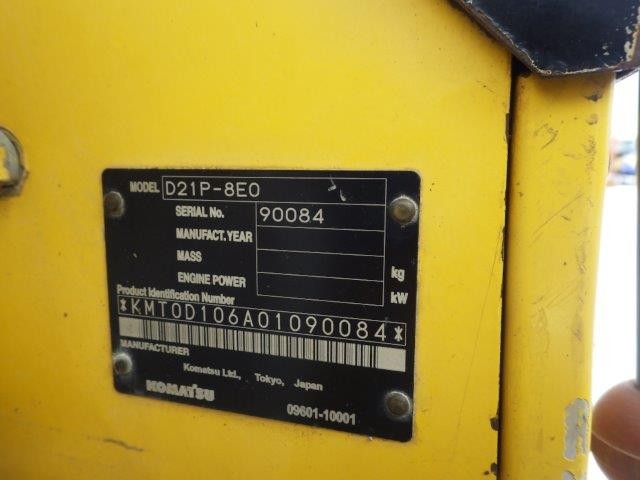 MODEL D21P-8E0
SERIAL No. 90084
MANUFACT.YEAR
MASS kg
ENGINE POWER kW
Product Identification Number
*KMT0D106A01090084*
MANUFACTURER
Komatsu Ltd., Tokyo, Japan
KOMATSU
09601-10001